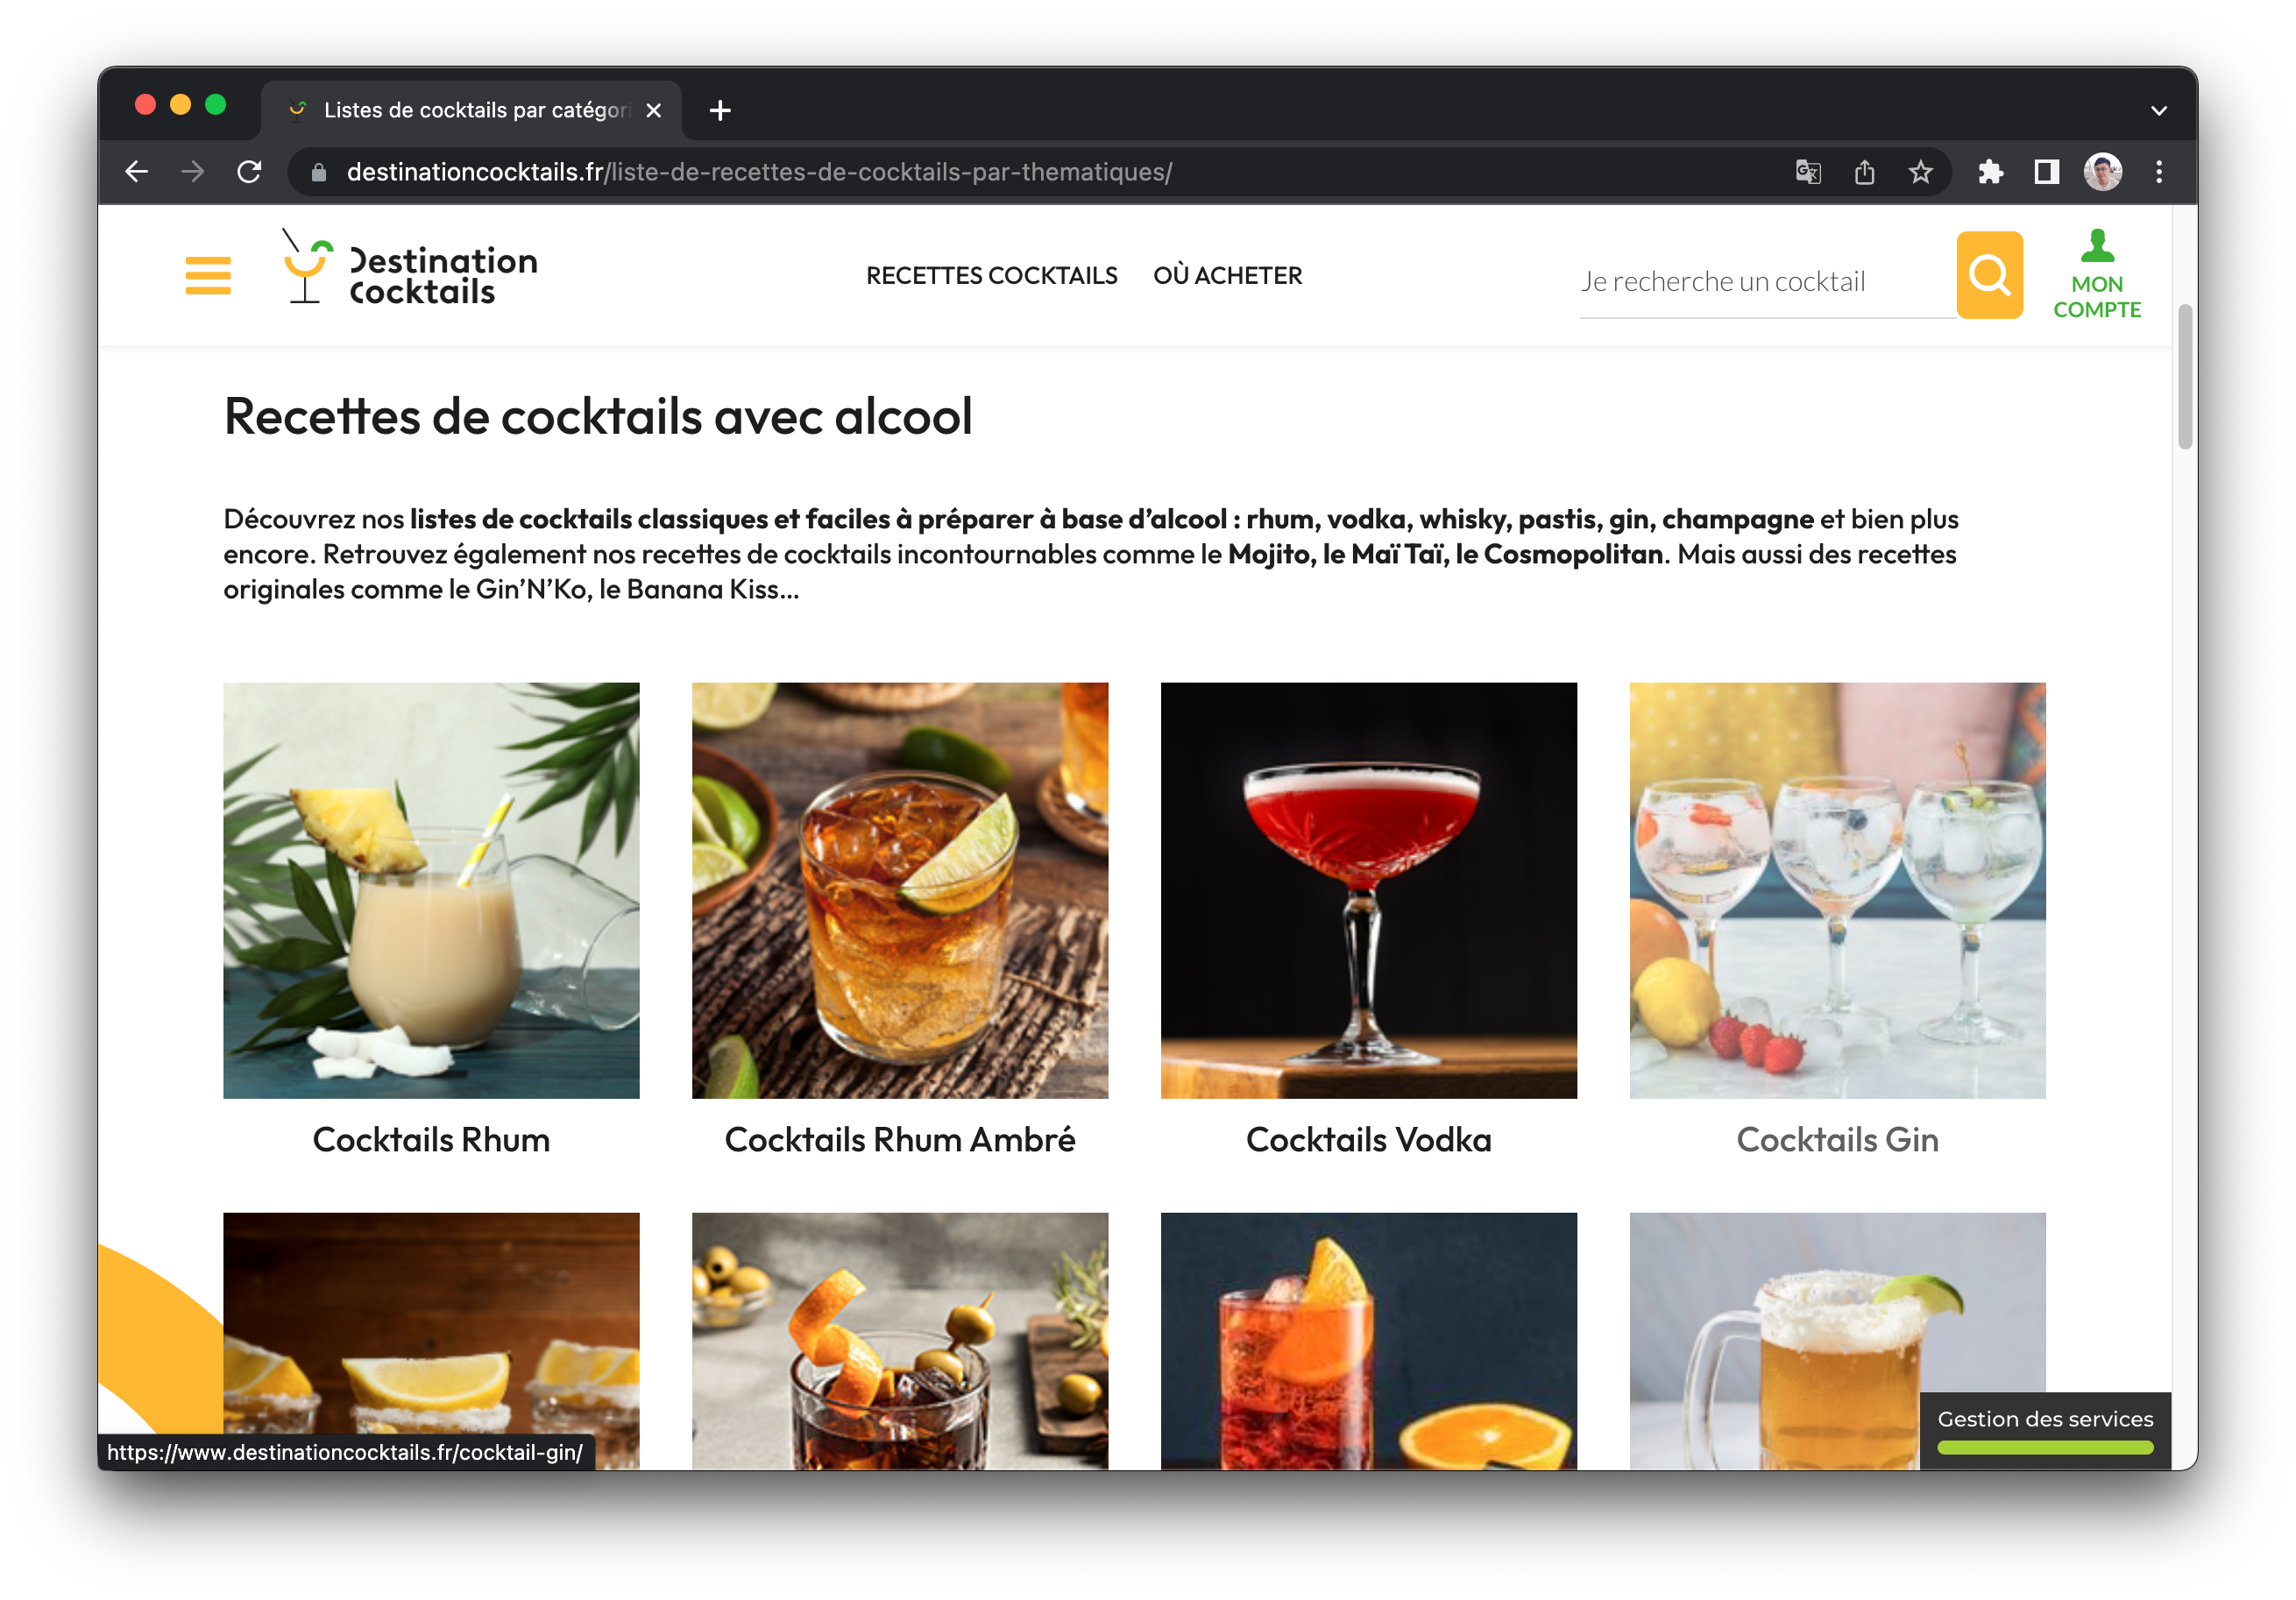 Listes de cocktails par catégori
destinationcocktails.fr/liste-de-recettes-de-cocktails-par-thematiques/
Destination
Cocktails
RECETTES COCKTAILS
OÙ ACHETER
Je recherche un cocktail
MON
COMPTE
Recettes de cocktails avec alcool
Découvrez nos listes de cocktails classiques et faciles à préparer à base d’alcool : rhum, vodka, whisky, pastis, gin, champagne et bien plus
encore. Retrouvez également nos recettes de cocktails incontournables comme le Mojito, le Maï Taï, le Cosmopolitan. Mais aussi des recettes
originales comme le Gin’N’Ko, le Banana Kiss…
Cocktails Rhum
Cocktails Rhum Ambré
Cocktails Vodka
Cocktails Gin
Gestion des services
https://www.destinationcocktails.fr/cocktail-gin/